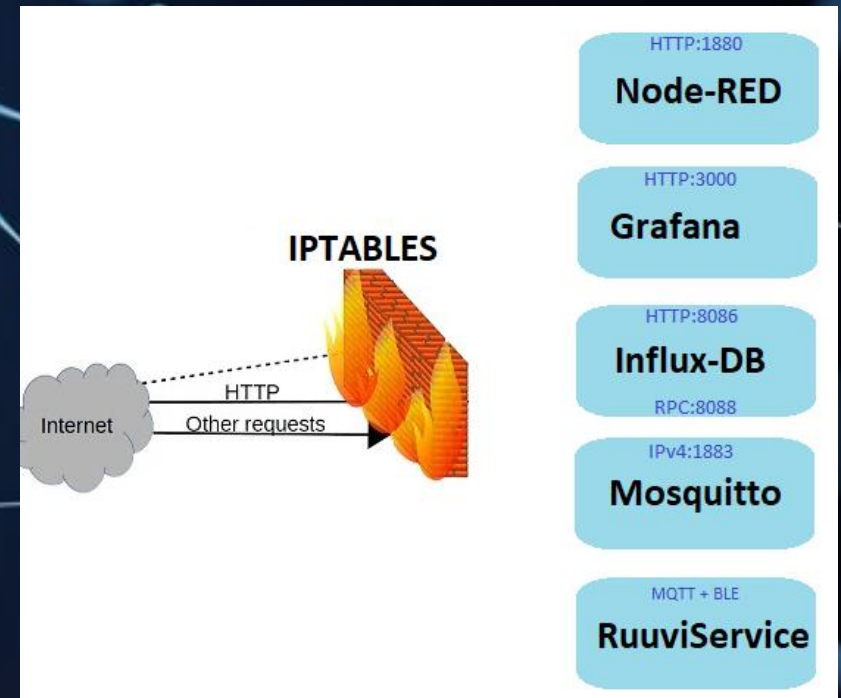 HTTP:1880
Node-RED
HTTP:3000
Grafana
IPTABLES
HTTP:8086
Influx-DB
RPC:8088
Internet
HTTP
Other requests
IPv4:1883
Mosquitto
MQTT + BLE
RuuviService